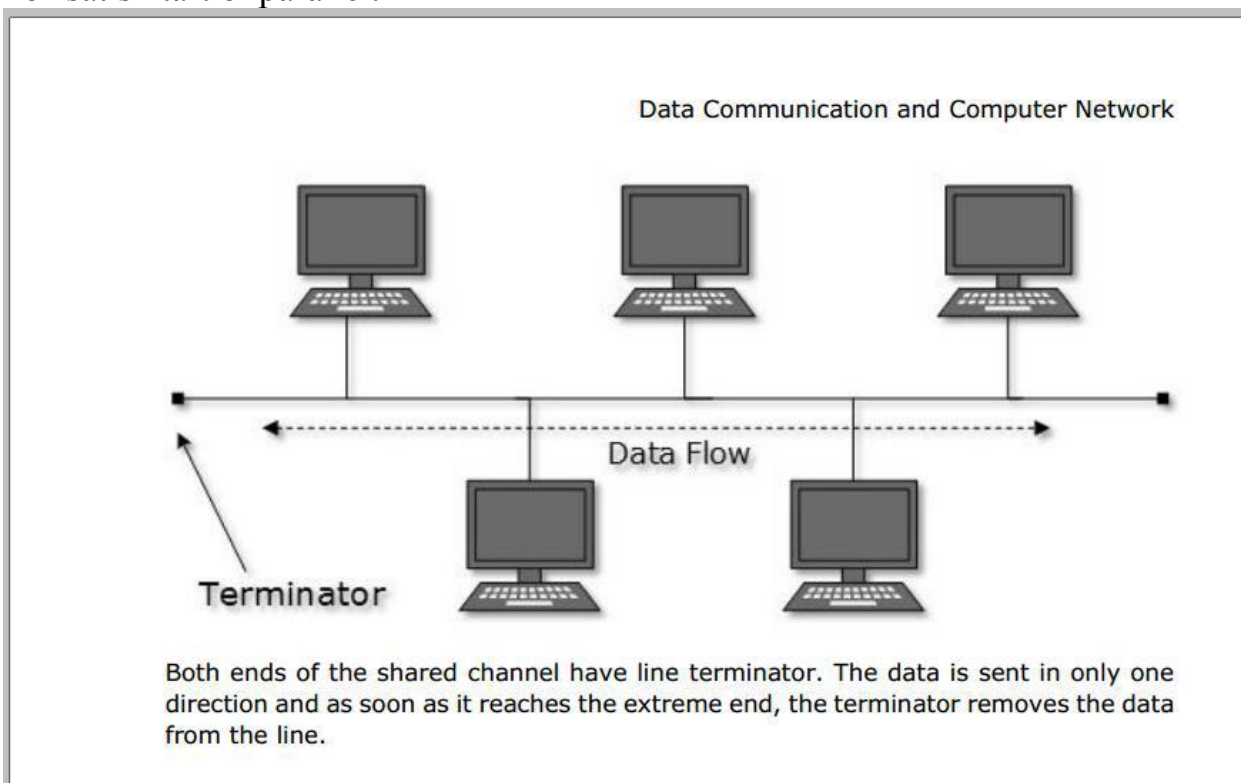 Data Communication and Computer Network
Data Flow
Terminator
Both ends of the shared channel have line terminator. The data is sent in only one
direction and as soon as it reaches the extreme end, the terminator removes the data
from the line.